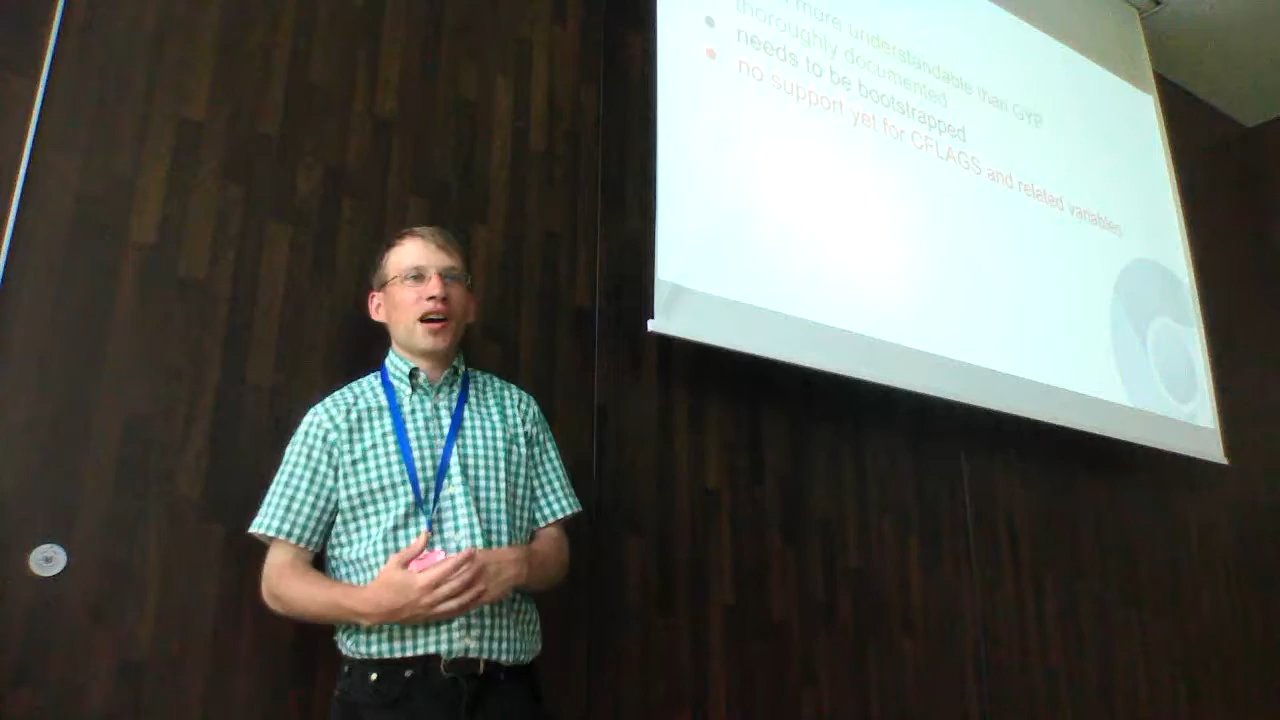 more understandable than GYP
thoroughly documented
needs to be bootstrapped
no support yet for CFLAGS and related variables